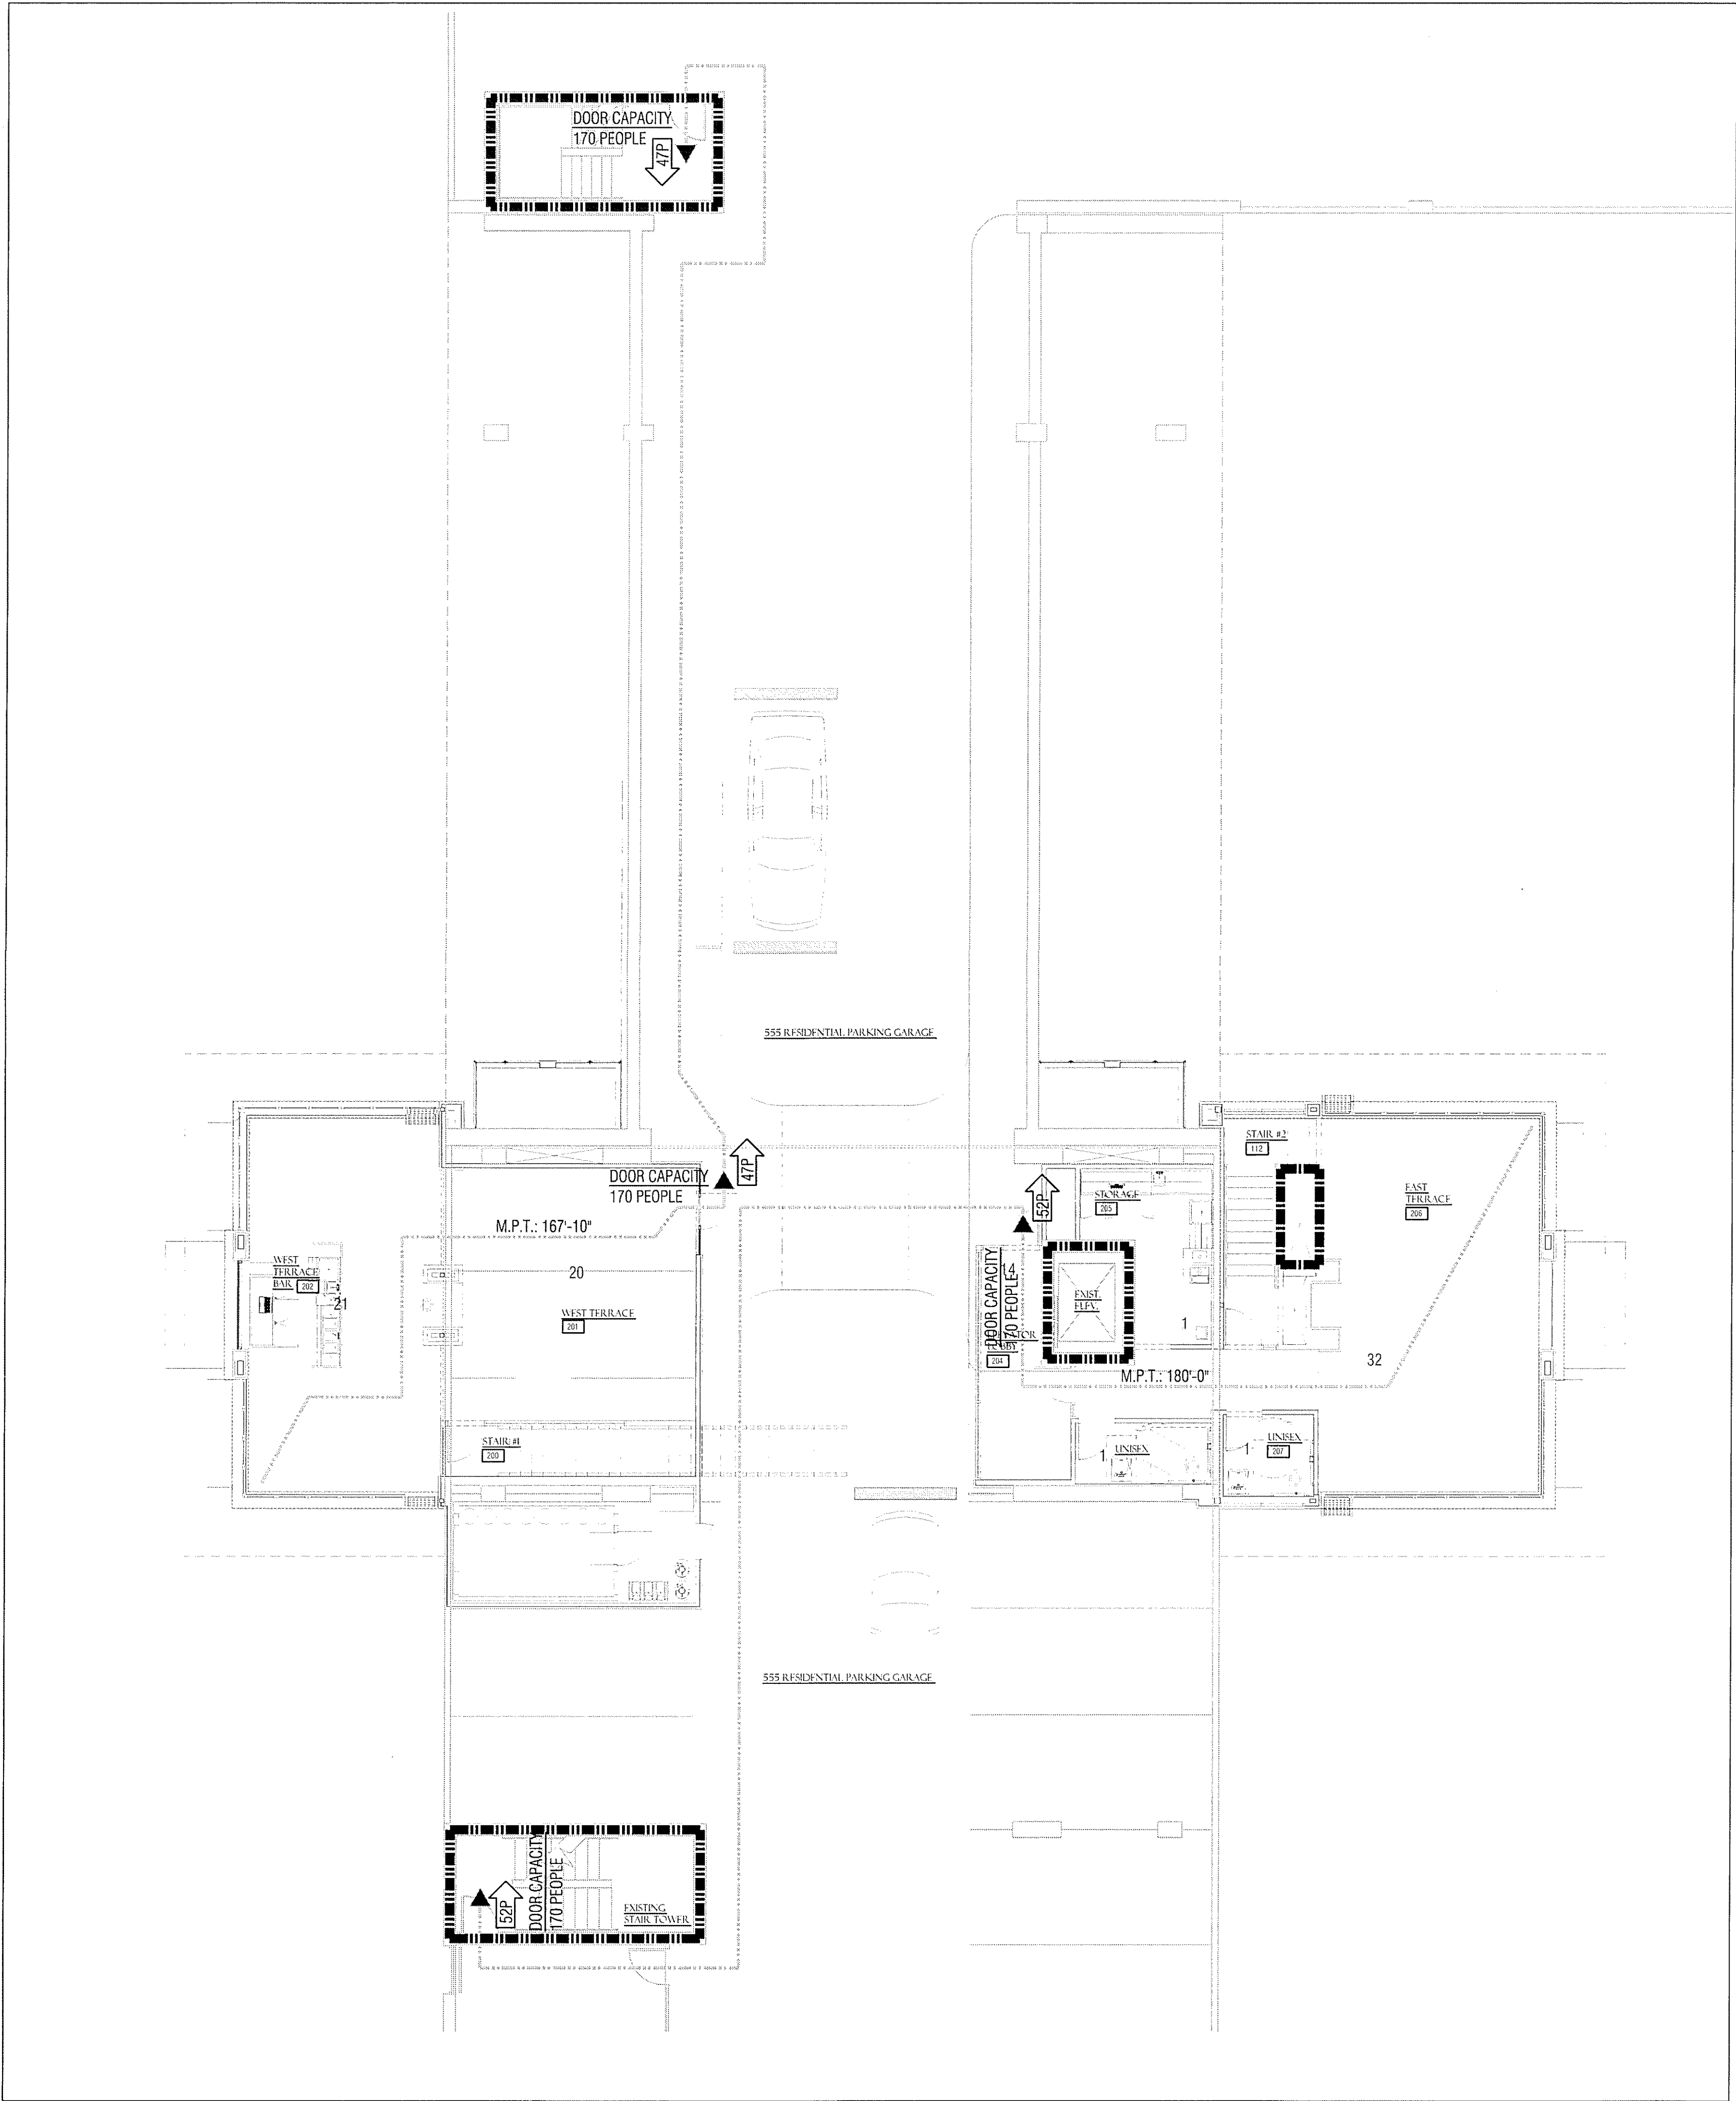 DOOR CAPACITY
170 PEOPLE
47P
555 RESIDENTIAL PARKING GARAGE
STAIR #2
112
47P
DOOR CAPACITY
170 PEOPLE
52P
STORAGE
205
EAST
TERRACE
206
M.P.T.: 167'-10"
20
WEST
TERRACE
BAR 202
21
WEST TERRACE
201
DOOR CAPACITY
170 PEOPLE
14
EXIST.
ELEV.
1
LOBBY
204
M.P.T.: 180'-0"
32
STAIR #1
200
1
UNISEX
1
UNISEX
207
555 RESIDENTIAL PARKING GARAGE
52P
DOOR CAPACITY
170 PEOPLE
EXISTING
STAIR TOWER